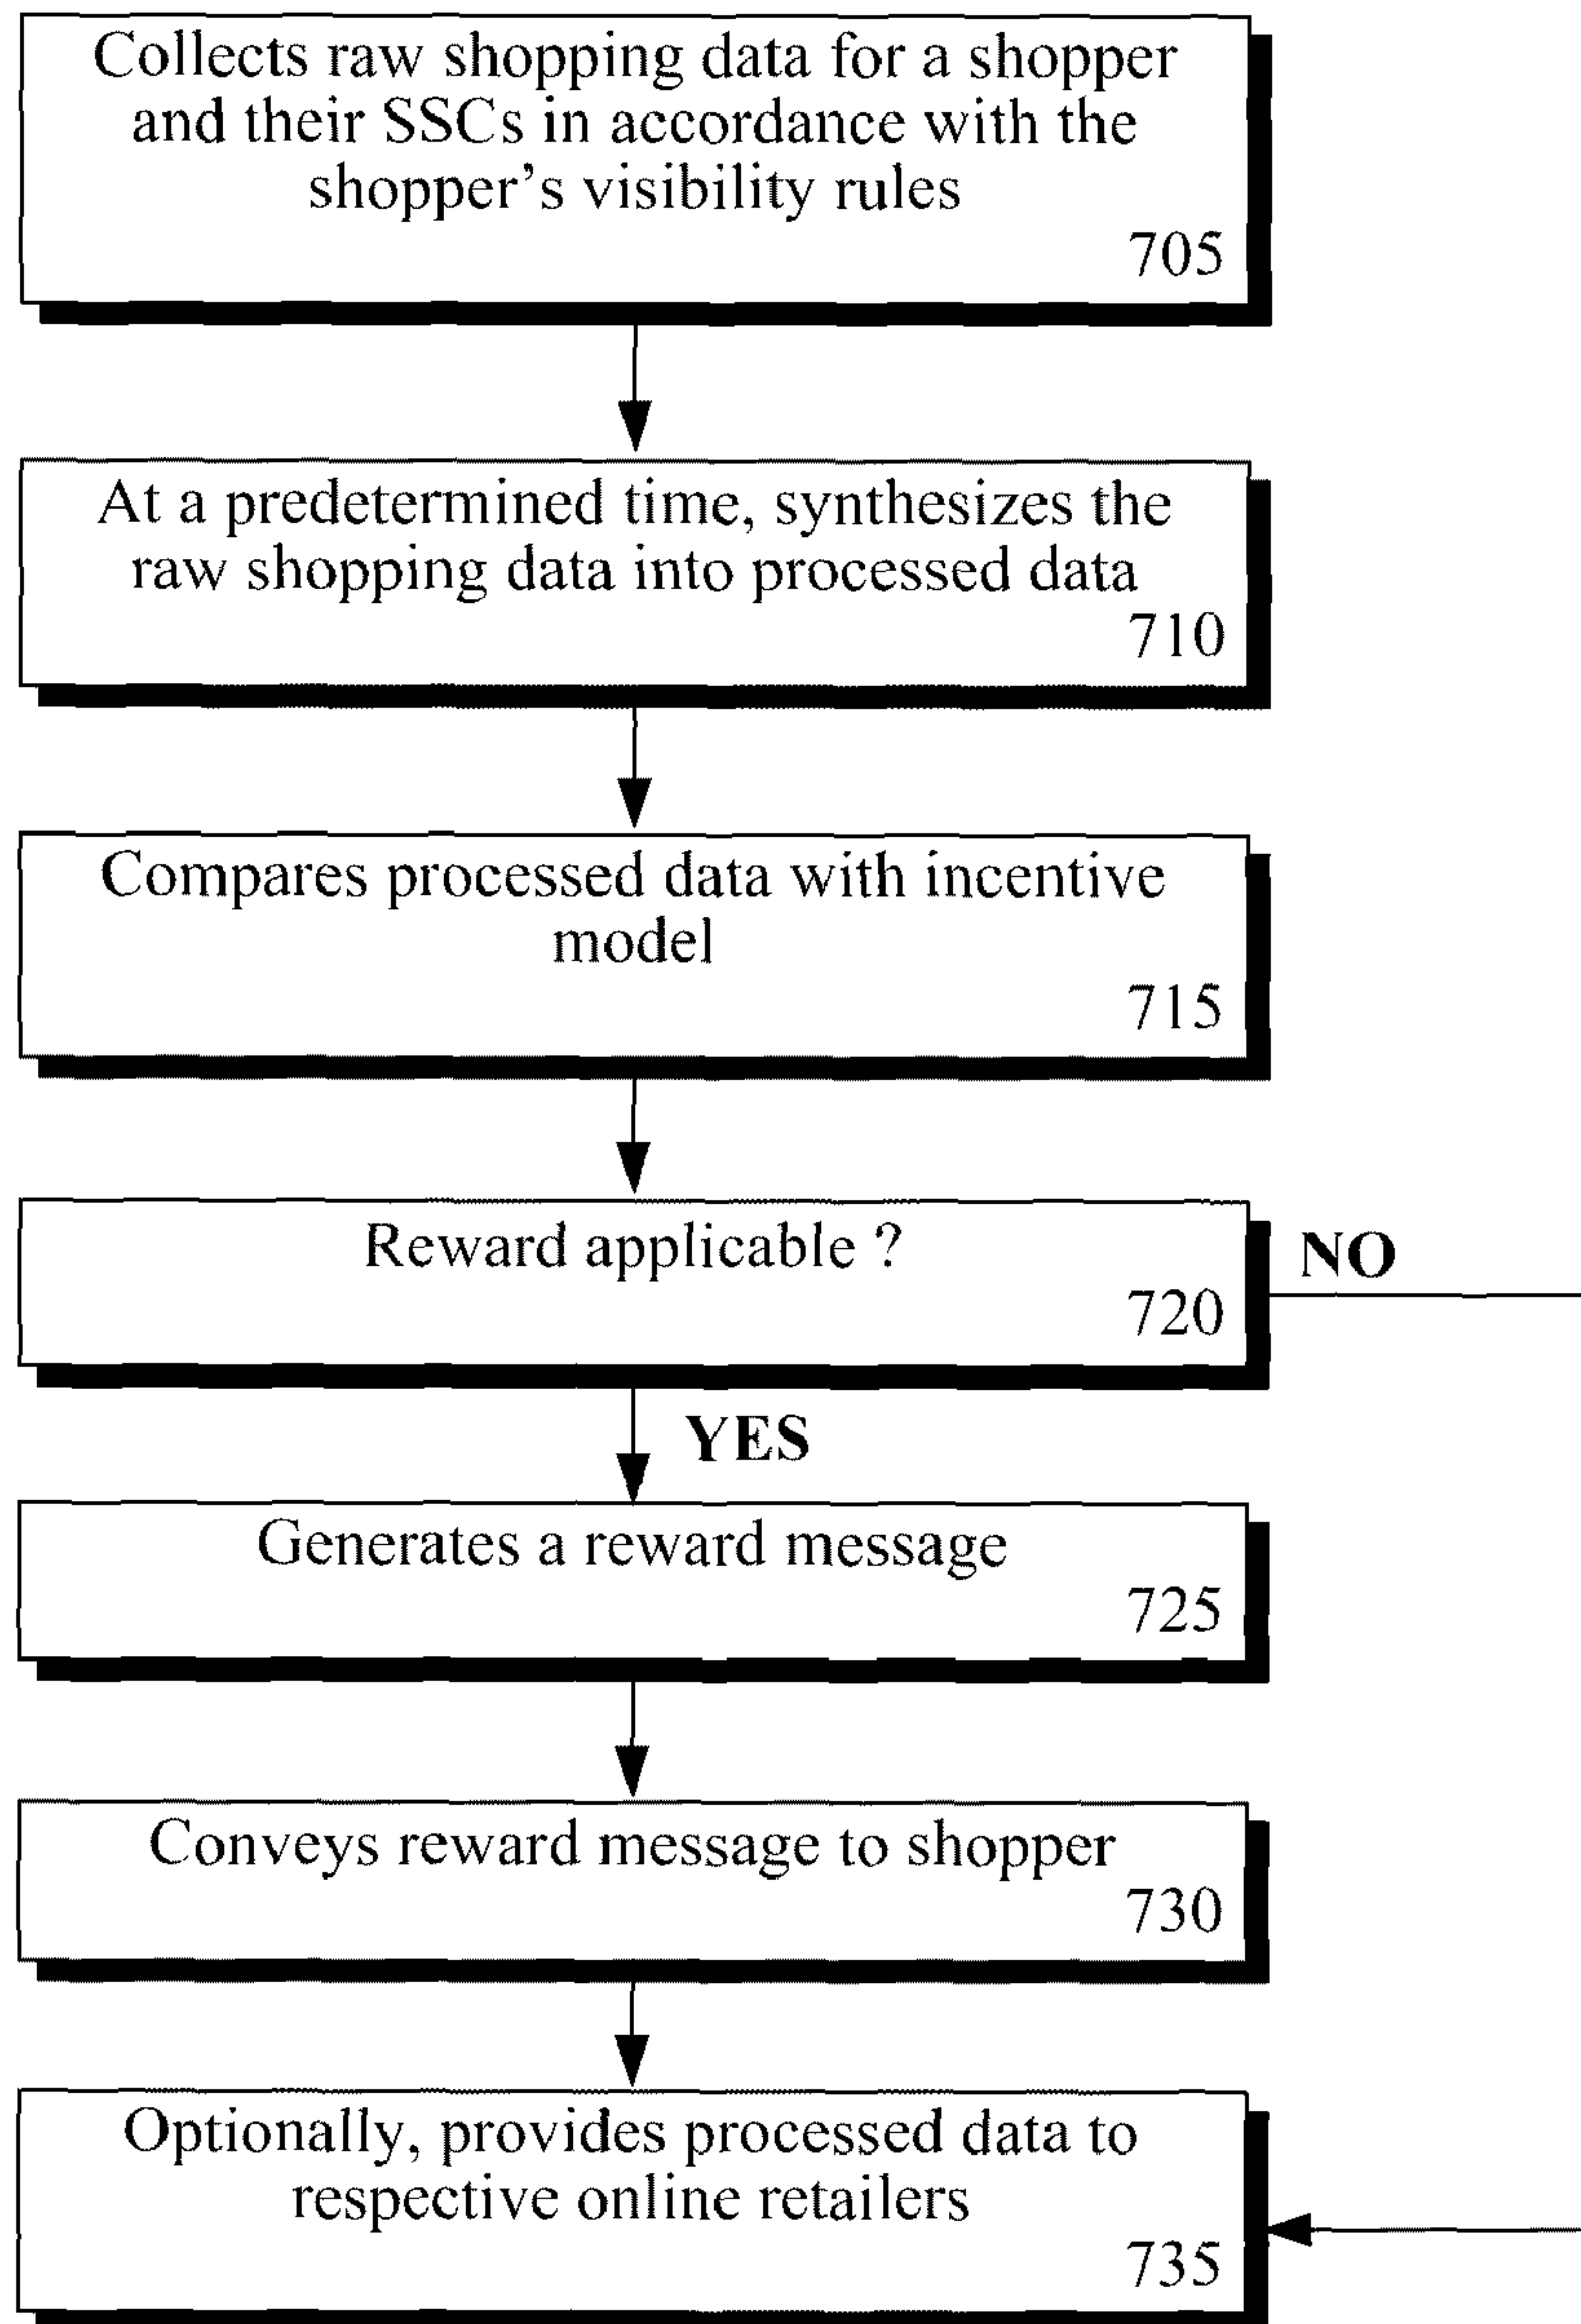 Collects raw shopping data for a shopper
and their SSCs in accordance with the
shopper's visibility rules
705
At a predetermined time, synthesizes the
raw shopping data into processed data
710
Compares processed data with incentive
model
715
Reward applicable ?
720
NO
YES
Generates a reward message
725
Conveys reward message to shopper
730
Optionally, provides processed data to
respective online retailers
735